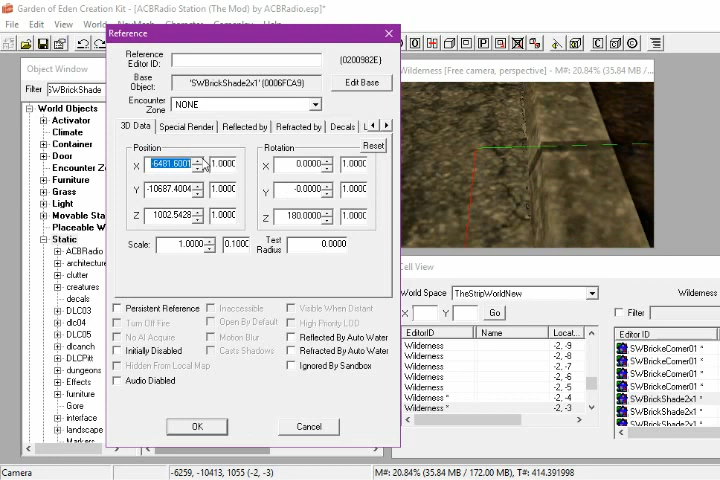 Garden of Eden Creation Kit - [ACBRadio Station (The Mod) by ACBRadio.esp]*
File
Edit
View
World
NavMesh
Character
Gameplay
Help
Object Window
Filter SWBrickShade
World Objects
Activator
Climate
Container
Door
Encounter Z
Furniture
Grass
Light
Movable Sta
Placeable W
Static
ACBRadio
architecture
clutter
creatures
decals
DLC03
dlc04
DLC05
dlcanch
DLCPitt
dungeons
Effects
furniture
Gore
interface
landscape
Markers
Reference
Reference Editor ID:
(0200982E)
Base Object:
'SWBrickShade2x1' (0006FCA9)
Edit Base
Encounter Zone
NONE
3D Data
Special Render
Reflected by
Refracted by
Decals
L
Position
Rotation
Reset
X -6481.6001 1.0000
X 0.0000 1.0000
Y -10687.4004 1.0000
Y -0.0000 1.0000
Z 1002.5428 1.0000
Z 180.0000 1.0000
Scale: 1.0000 0.1000
Test Radius 0.0000
Persistent Reference
Inaccessible
Visible When Distant
Turn Off Fire
Open By Default
High Priority LOD
No AI Acquire
Motion Blur
Reflected By Auto Water
Initially Disabled
Casts Shadows
Refracted By Auto Water
Hidden From Local Map
Ignored By Sandbox
Audio Diabled
OK
Cancel
Wilderness [Free camera, perspective] - M#: 20.84% (35.84 MB /
Cell View
World Space
TheStripWorldNew
Wilderness
X
Y
Go
Filter
EditorID
Name
Locat...
Wilderness -2, -9
Wilderness -2, -8
Wilderness -2, -7
Wilderness -2, -6
Wilderness -2, -5
Wilderness * -2, -4
Wilderness * -2, -3
Editor ID
SWBrickeCorner01 *
SWBrickeCorner01 *
SWBrickeCorner01 *
SWBrickShade2x1 *
SWBrickShade2x1 *
SWBrickShade2x1 *
Camera
-6259, -10413, 1055 (-2, -3)
M#: 20.84% (35.84 MB / 172.00 MB), T#: 414.391998